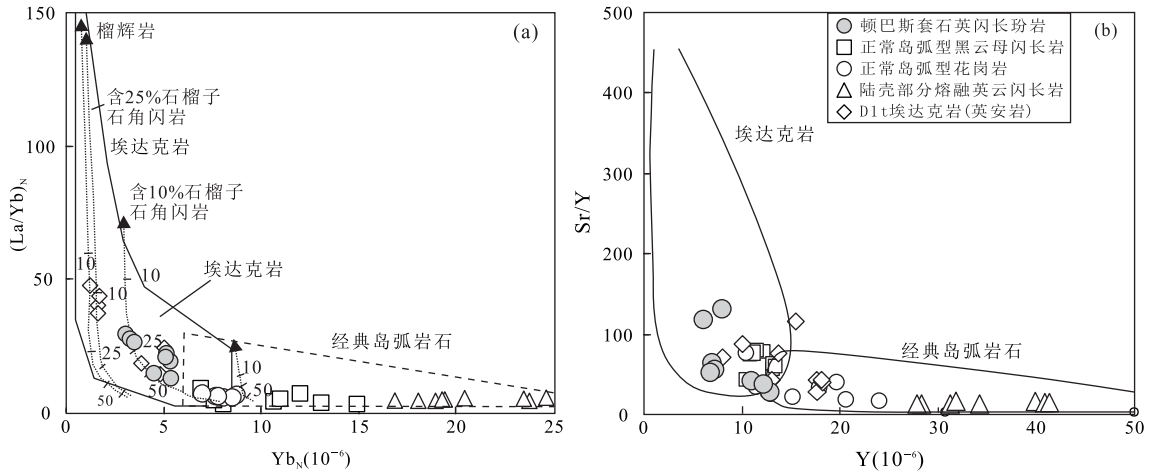 150
100
50
0
(La/Yb)N
榴辉岩
(a)
含25%石榴子
石角闪岩
埃达克岩
含10%石榴子
石角闪岩
埃达克岩
经典岛弧岩石
10
10
10
25
25
50
50
10
50
0
5
10
15
20
25
YbN(10-6)
500
400
300
200
100
0
Sr/Y
(b)
顿巴斯套石英闪长玢岩
正常岛弧型黑云母闪长岩
正常岛弧型花岗岩
陆壳部分熔融英云闪长岩
D1t埃达克岩(英安岩)
埃达克岩
经典岛弧岩石
0
10
20
30
40
50
Y(10-6)